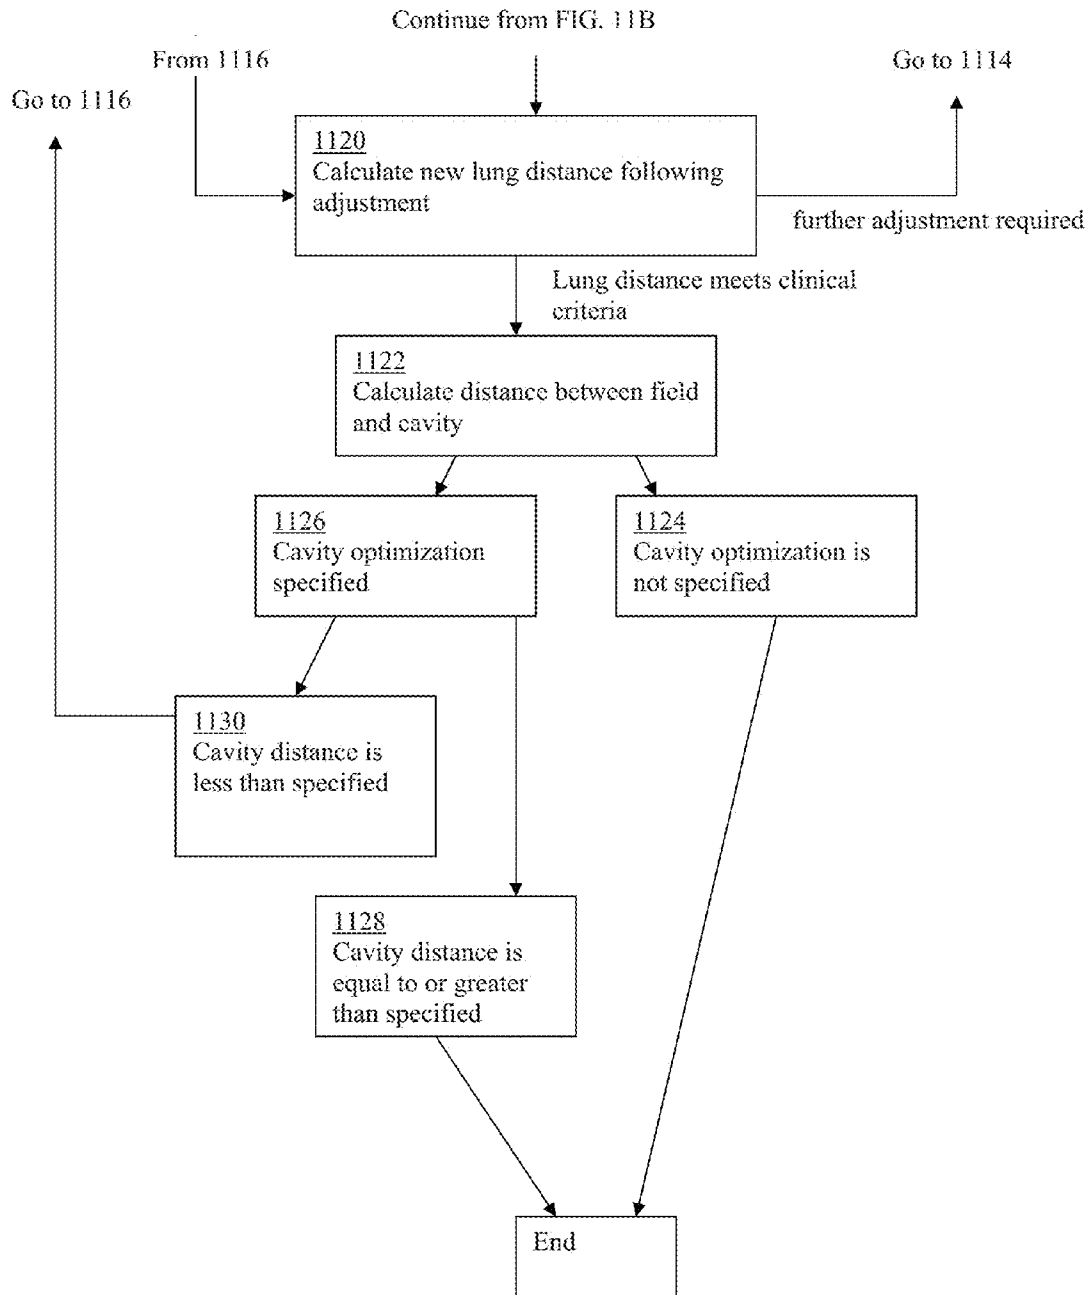 Continue from FIG. 11B
From 1116
Go to 1114
Go to 1116
1120
Calculate new lung distance following
adjustment
further adjustment required
Lung distance meets clinical
criteria
1122
Calculate distance between field
and cavity
1126
Cavity optimization
specified
1124
Cavity optimization is
not specified
1130
Cavity distance is
less than specified
1128
Cavity distance is
equal to or greater
than specified
End